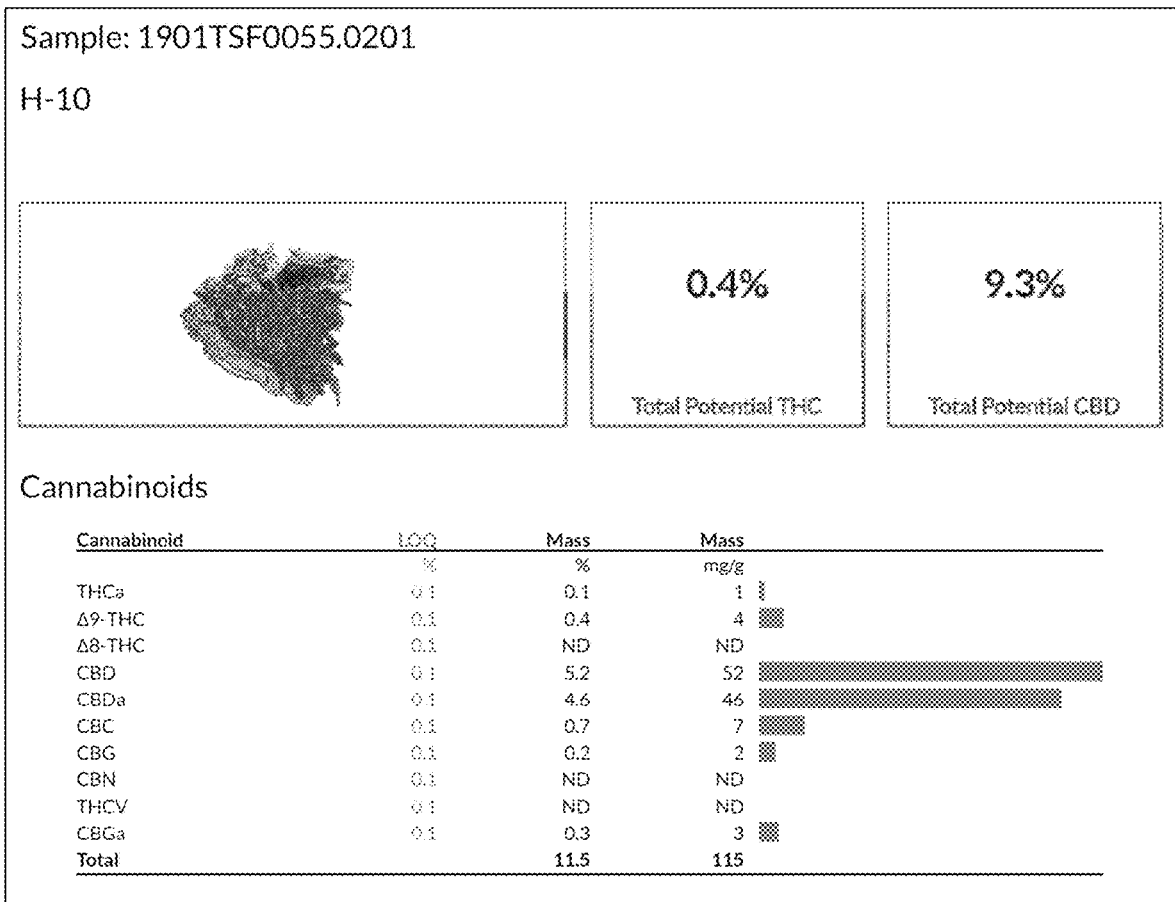 Sample: 1901TSF0055.0201
H-10
0.4%
Total Potential THC
9.3%
Total Potential CBD
Cannabinoids
Cannabinoid LOQ Mass Mass
% % mg/g
THCa 0.1 0.1 1
Δ9-THC 0.1 0.4 4
Δ8-THC 0.1 ND ND
CBD 0.1 5.2 52
CBDa 0.1 4.6 46
CBC 0.1 0.7 7
CBG 0.1 0.2 2
CBN 0.1 ND ND
THCV 0.1 ND ND
CBGa 0.1 0.3 3
Total 11.5 115